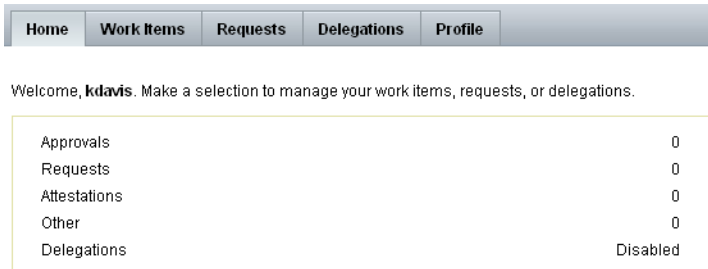 Home Work Items Requests Delegations Profile
Welcome, kdavis. Make a selection to manage your work items, requests, or delegations.
Approvals 0
Requests 0
Attestations 0
Other 0
Delegations Disabled